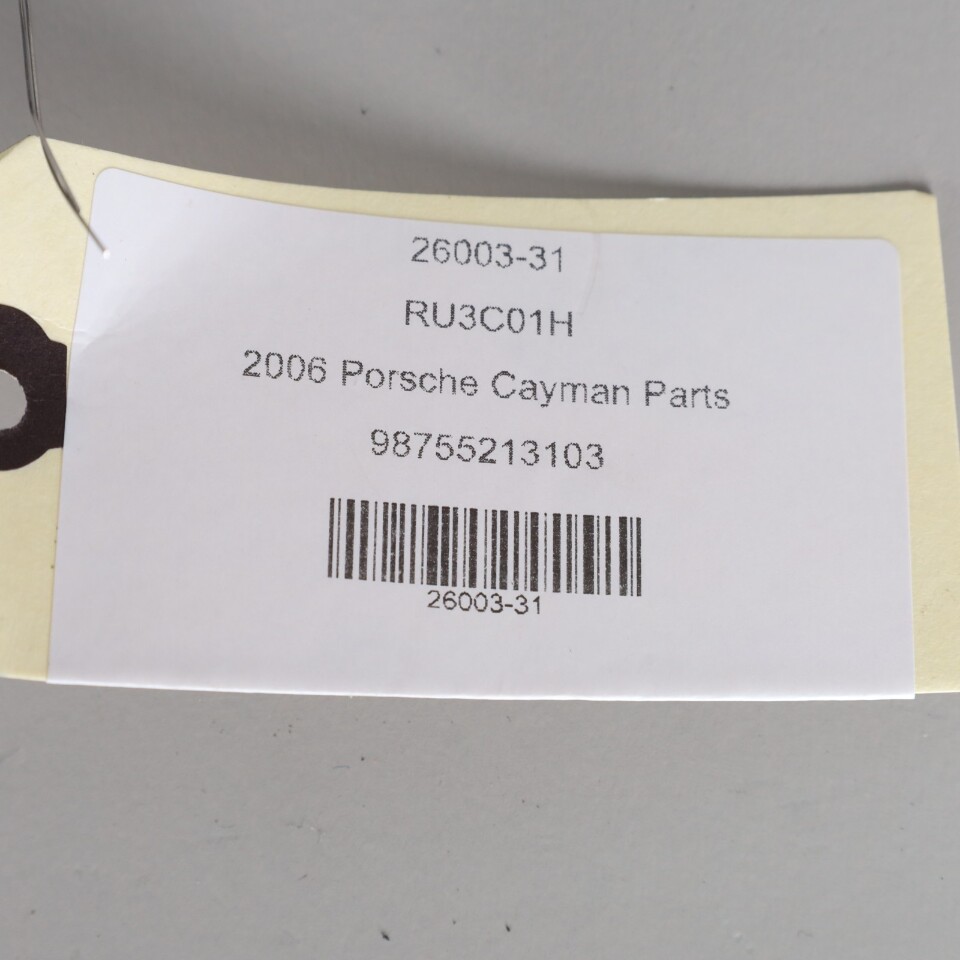 26003-31
RU3C01H
2006 Porsche Cayman Parts
98755213103
26003-31